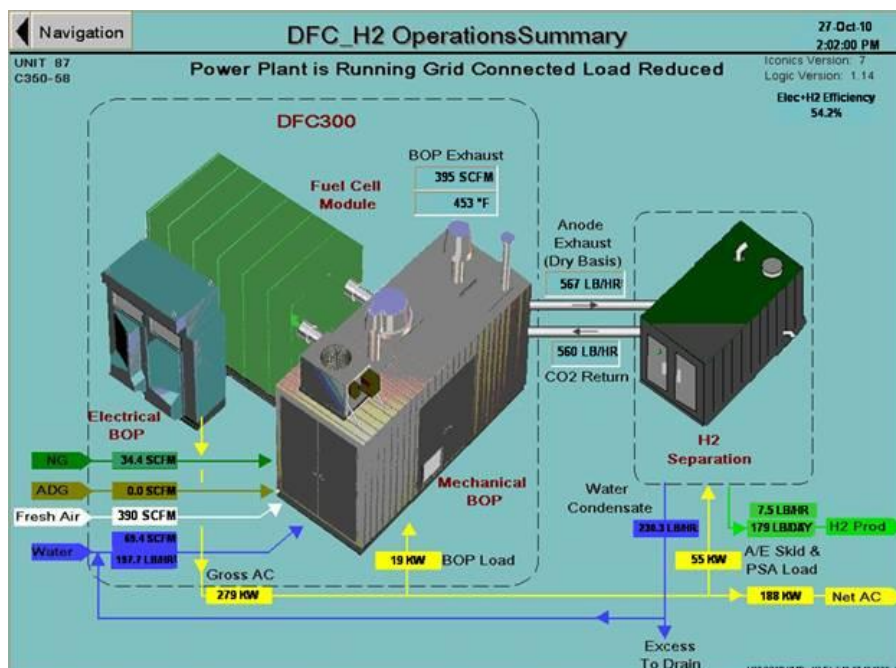 Navigation
DFC_H2 OperationsSummary
27-Oct-10
2:02:00 PM
UNIT 87
C350-58
Power Plant is Running Grid Connected Load Reduced
Iconics Version: 7
Logic Version: 1.14
Elec+H2 Efficiency
54.2%
DFC300
BOP Exhaust
395 SCFM
453 °F
Fuel Cell
Module
Anode
Exhaust
(Dry Basis)
567 LB/HR
560 LB/HR
CO2 Return
Electrical
BOP
H2
Separation
NG
34.4 SCFM
ADG
0.0 SCFM
Mechanical
BOP
Fresh Air
390 SCFM
Water
69.4 SCFM
197.7 LB/HR
Water
Condensate
7.5 LB/HR
179 LB/DAY
H2 Prod
Gross AC
279 KW
19 KW
BOP Load
55 KW
A/E Skid &
PSA Load
188 KW
Net AC
Excess
To Drain